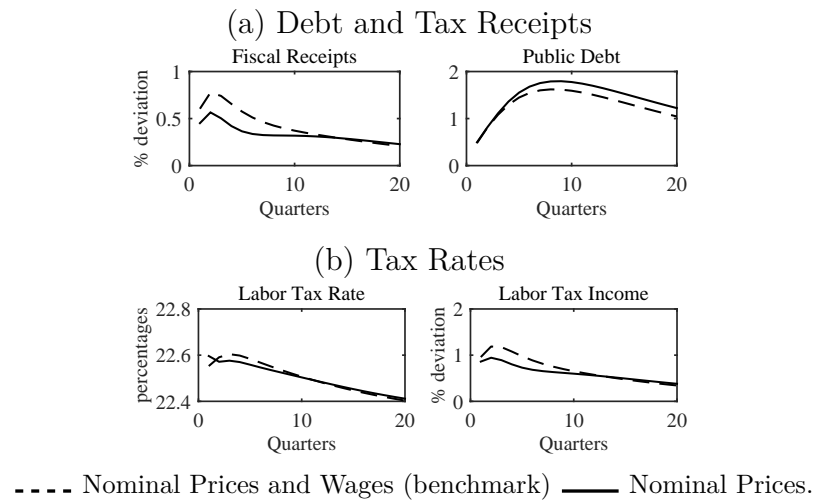 (a) Debt and Tax Receipts
Fiscal Receipts
Public Debt
% deviation
1
0.5
0
0
10
20
Quarters
2
1
0
0
10
20
Quarters
(b) Tax Rates
Labor Tax Rate
Labor Tax Income
percentages
22.8
22.6
22.4
0
10
20
Quarters
% deviation
2
1
0
0
10
20
Quarters
Nominal Prices and Wages (benchmark) Nominal Prices.